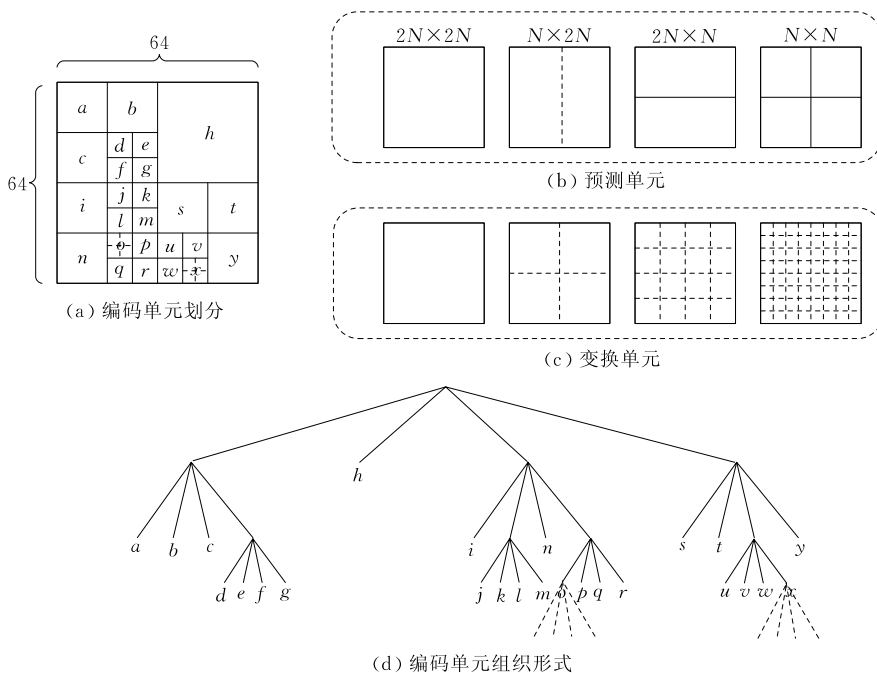 64
64
a b h
c d e
f g
i j k s t
l m
n o p u v y
q r w x
(a)编码单元划分
2N×2N N×2N 2N×N N×N
(b)预测单元
(c)变换单元
h
a b c i n s t y
d e f g j k l m o p q r u v w x
(d)编码单元组织形式